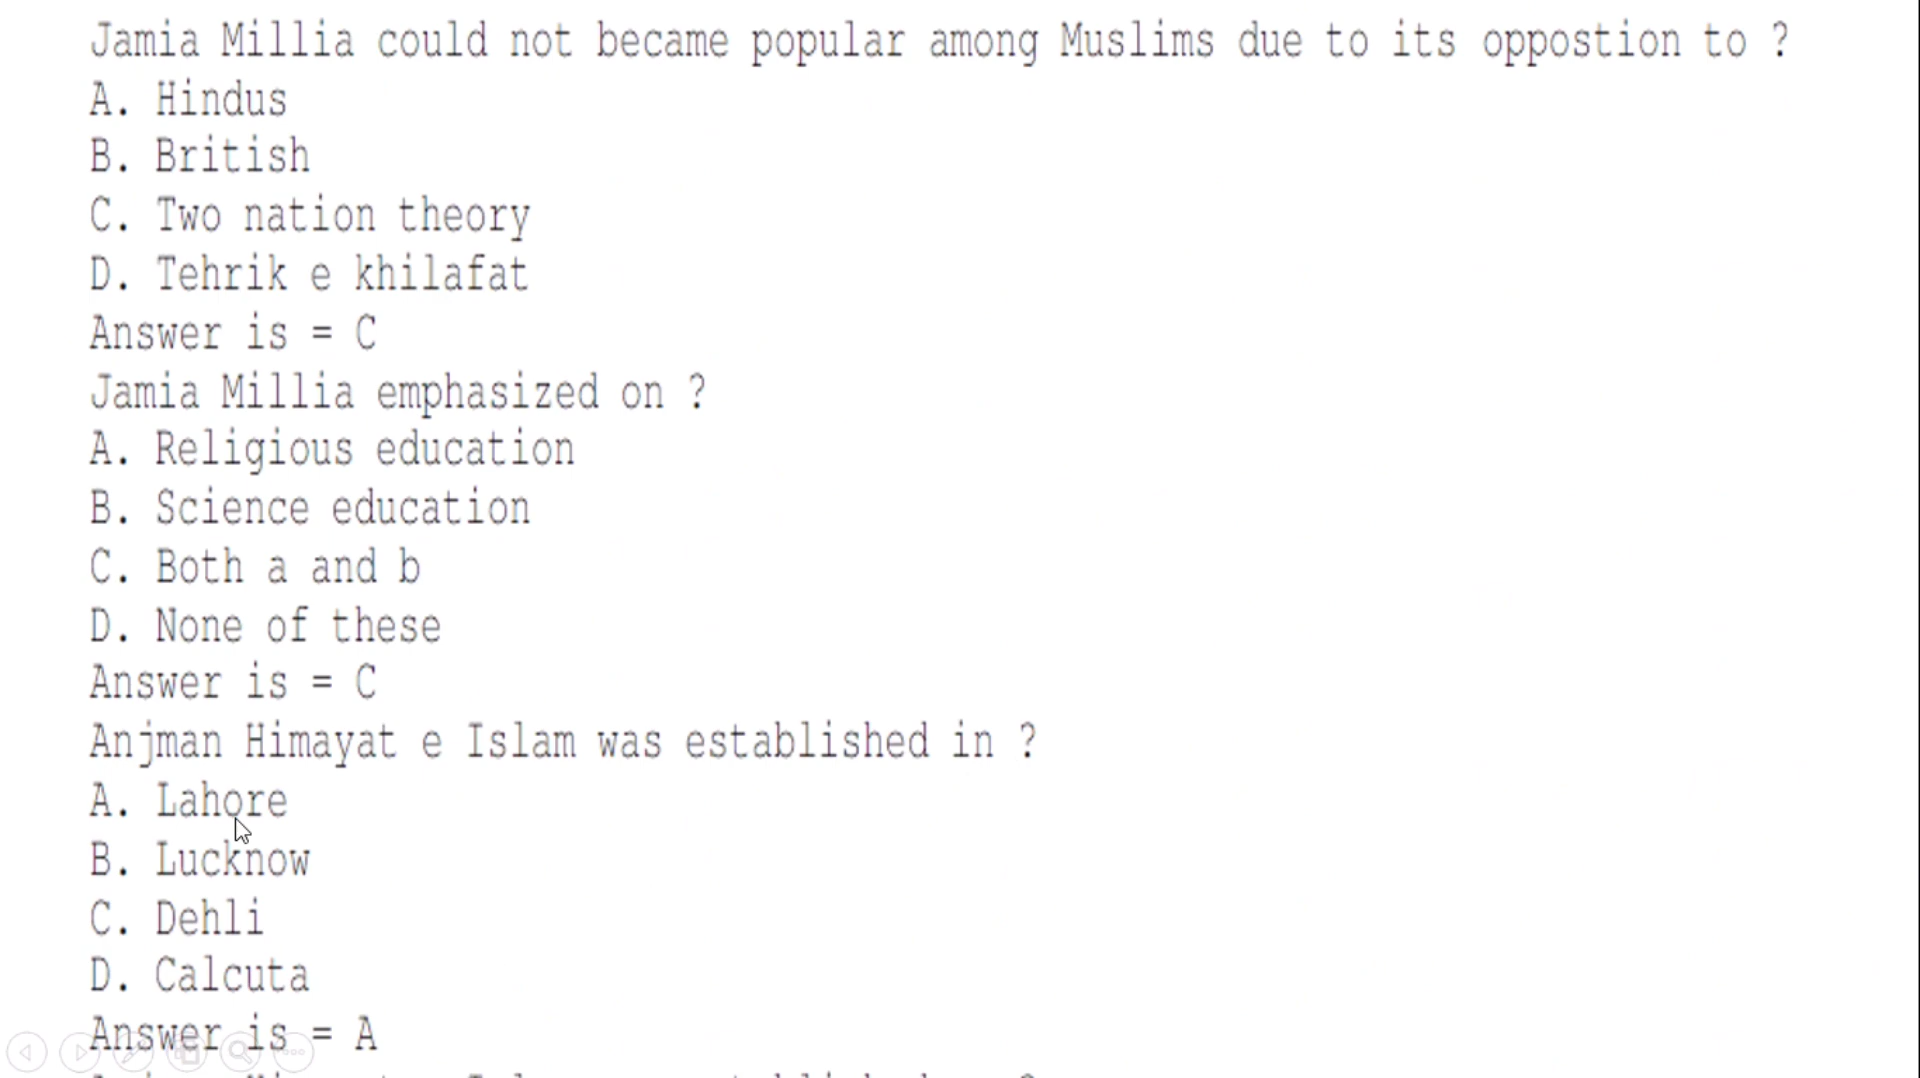 Jamia Millia could not became popular among Muslims due to its oppostion to ?
A. Hindus
B. British
C. Two nation theory
D. Tehrik e khilafat
Answer is = C
Jamia Millia emphasized on ?
A. Religious education
B. Science education
C. Both a and b
D. None of these
Answer is = C
Anjman Himayat e Islam was established in ?
A. Lahore
B. Lucknow
C. Dehli
D. Calcuta
Answer is = A